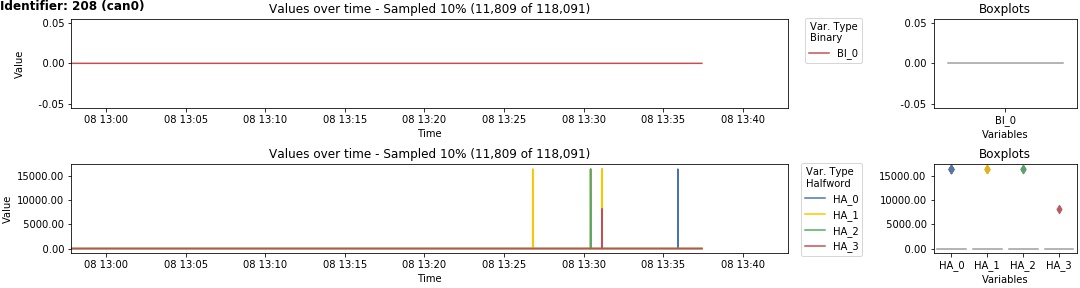 Identifier: 208 (can0)
Values over time - Sampled 10% (11,809 of 118,091)
Value
0.05
0.00
-0.05
08 13:00 08 13:05 08 13:10 08 13:15 08 13:20 08 13:25 08 13:30 08 13:35 08 13:40
Time
Var. Type
Binary
BI_0
Boxplots
0.05
0.00
-0.05
BI_0
Variables
Values over time - Sampled 10% (11,809 of 118,091)
Value
15000.00
10000.00
5000.00
0.00
08 13:00 08 13:05 08 13:10 08 13:15 08 13:20 08 13:25 08 13:30 08 13:35 08 13:40
Time
Var. Type
Halfword
HA_0
HA_1
HA_2
HA_3
Boxplots
15000.00
10000.00
5000.00
0.00
HA_0 HA_1 HA_2 HA_3
Variables